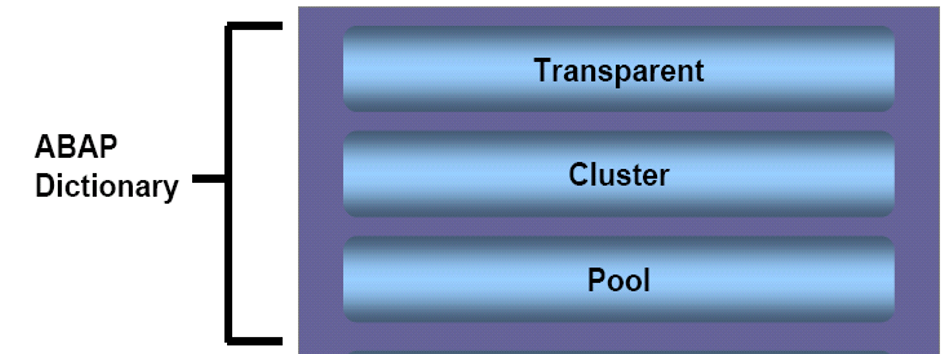 Transparent
ABAP
Dictionary
Cluster
Pool